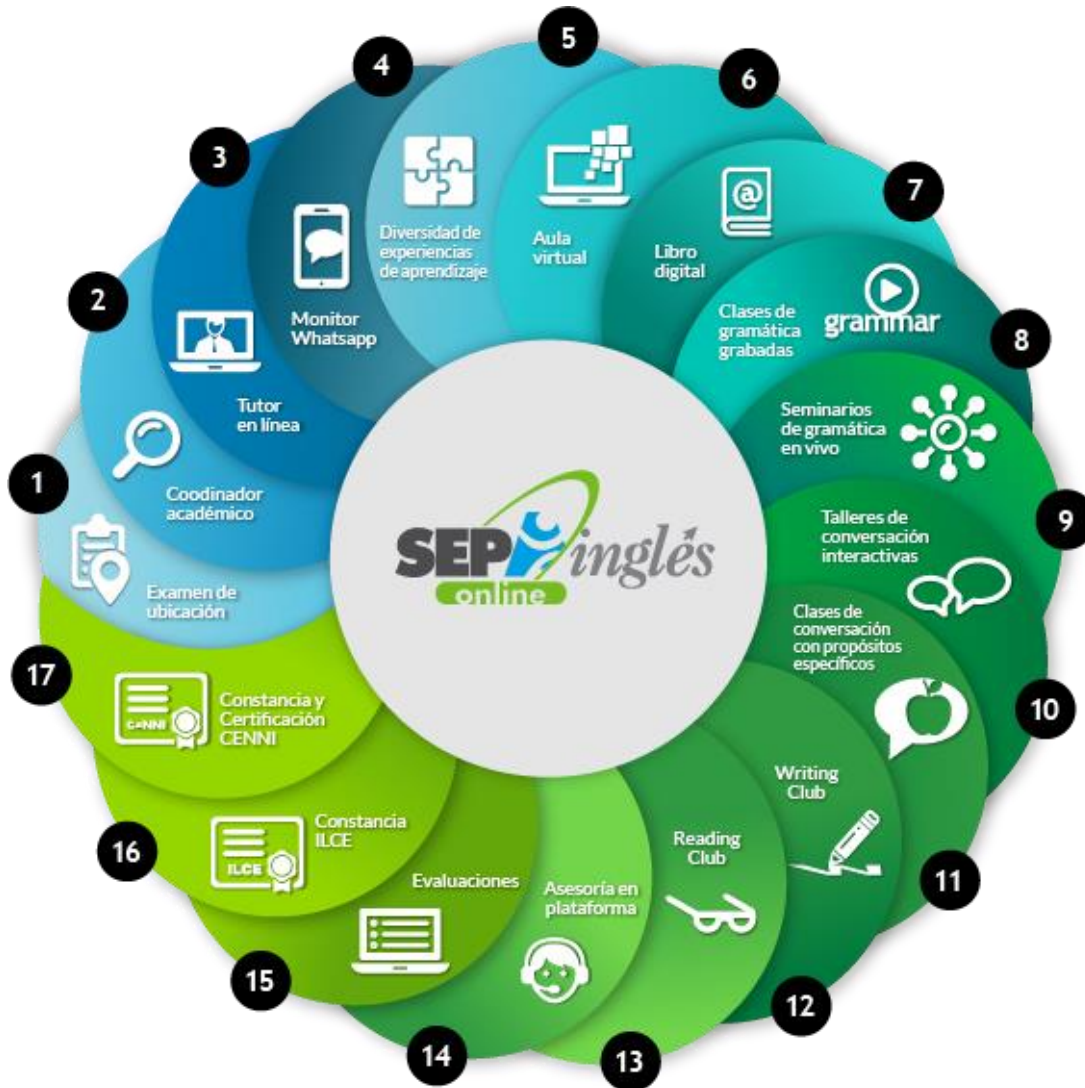 1
Examen de
ubicación
2
Coodinador
académico
3
Tutor
en línea
4
Monitor
Whatsapp
5
Diversidad de
experiencias
de aprendizaje
6
Aula
virtual
7
Libro
digital
8
Clases de
gramática
grabadas
grammar
9
Seminarios
de gramática
en vivo
10
Talleres de
conversación
interactivas
11
Clases de
conversación
con propósitos
específicos
12
Writing
Club
13
Reading
Club
14
Asesoría en
plataforma
15
Evaluaciones
16
Constancia
ILCE
ILCE
17
Constancia y
Certificación
CENNI
CENNI
SEP inglés
online